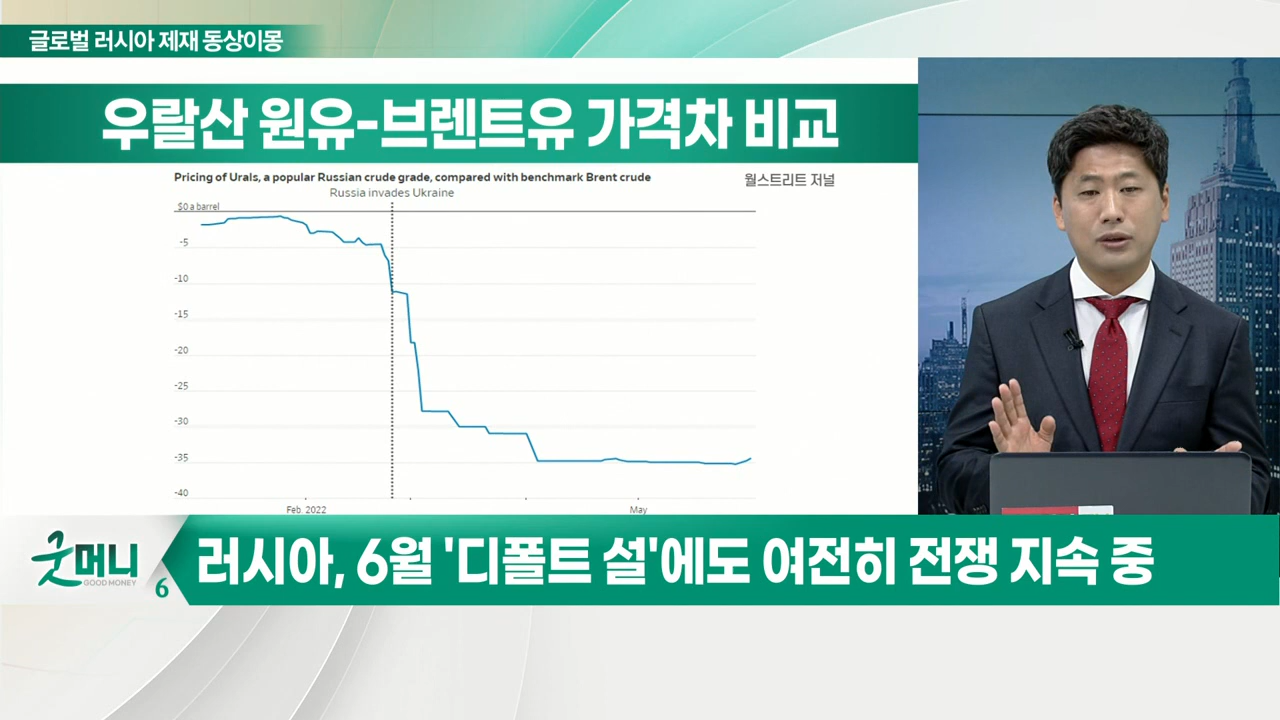 글로벌 러시아 제재 동상이몽
우랄산 원유-브렌트유 가격차 비교
Pricing of Urals, a popular Russian crude grade, compared with benchmark Brent crude
월스트리트 저널
Russia invades Ukraine
$0 a barrel
-5
-10
-15
-20
-25
-30
-35
-40
Feb. 2022
May
굿머니
GOOD MONEY
6
러시아, 6월 '디폴트 설'에도 여전히 전쟁 지속 중